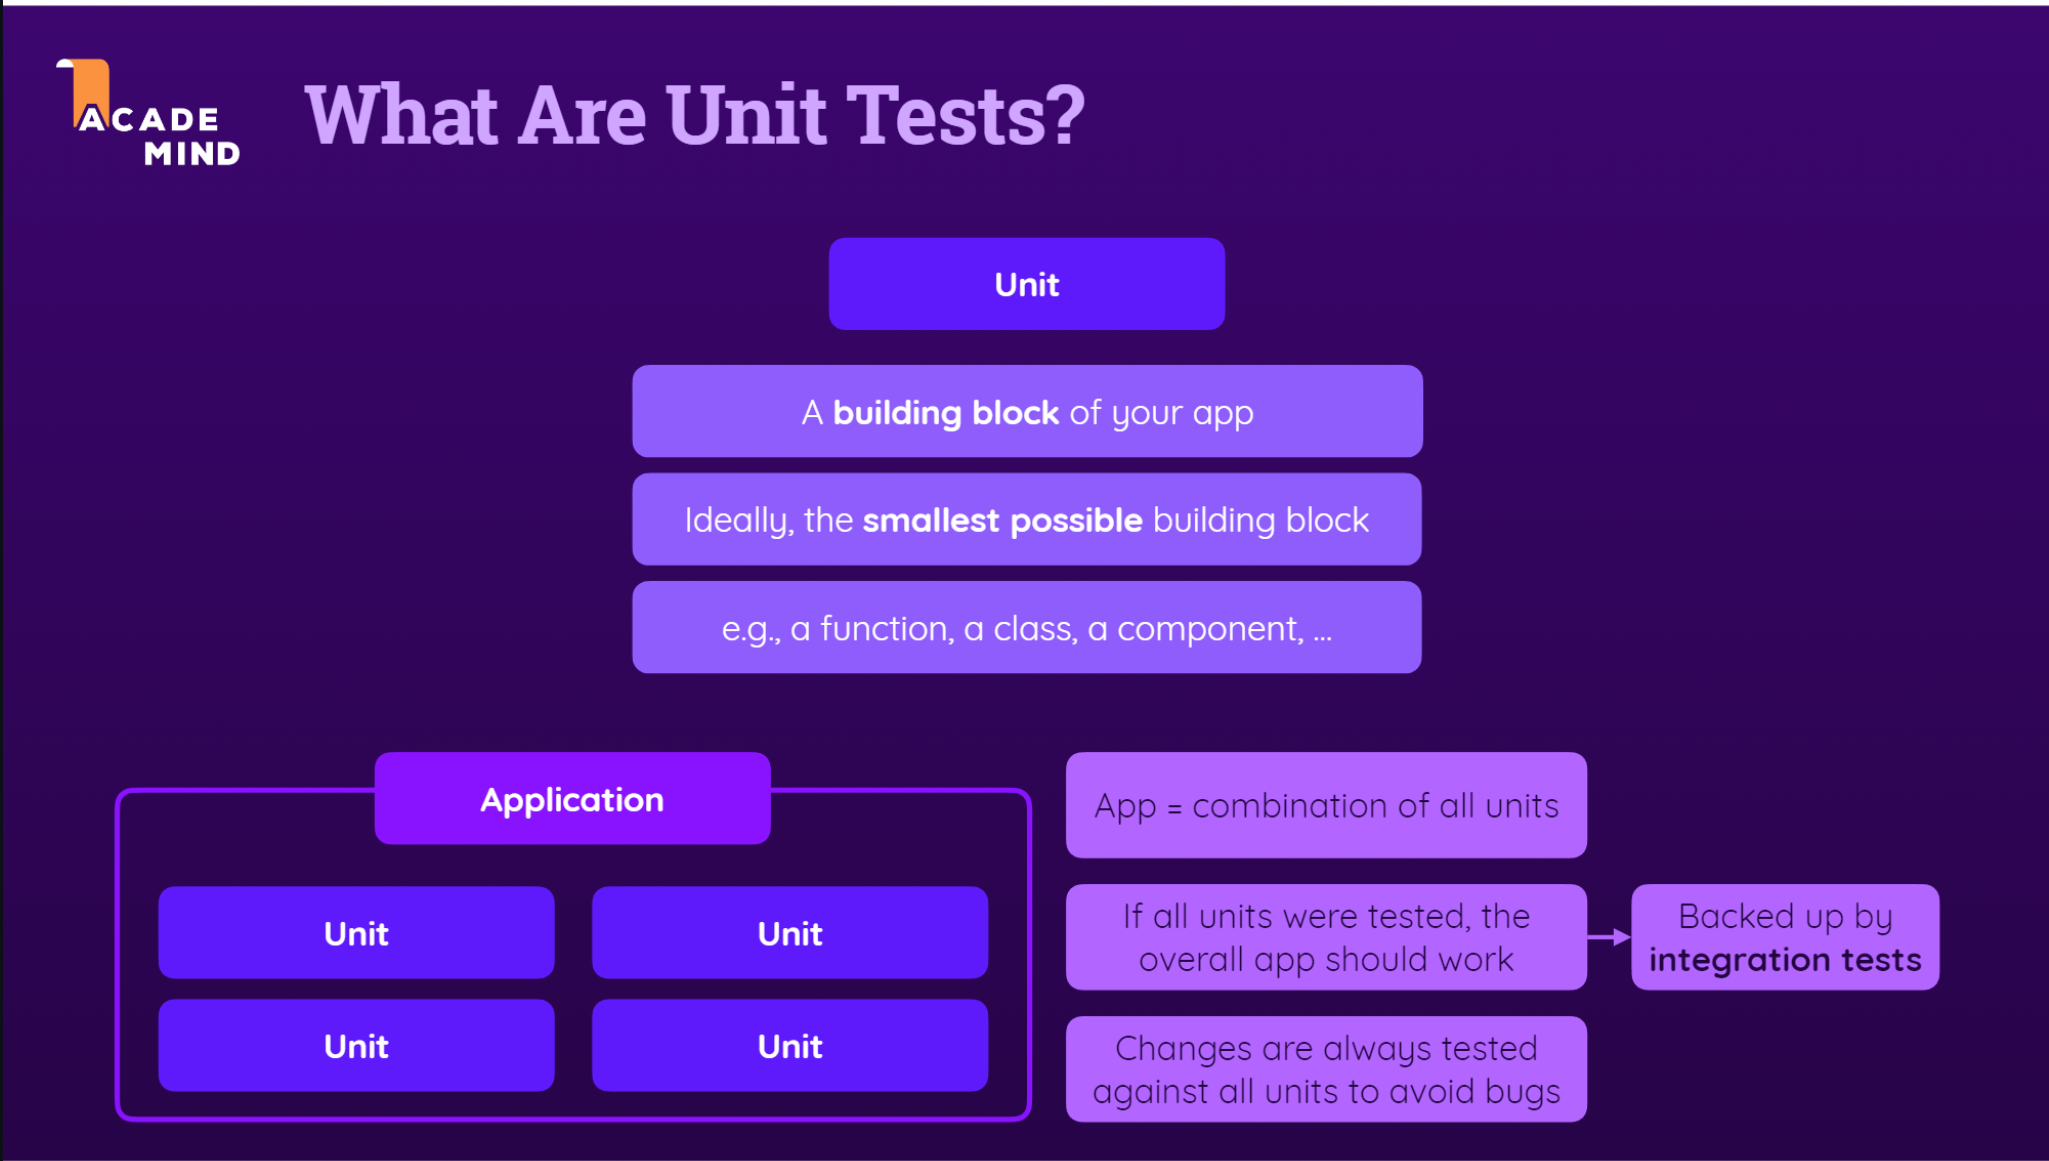 ACADE
MIND
What Are Unit Tests?
Unit
A building block of your app
Ideally, the smallest possible building block
e.g., a function, a class, a component, ...
Application
Unit
Unit
Unit
Unit
App = combination of all units
If all units were tested, the
overall app should work
Backed up by
integration tests
Changes are always tested
against all units to avoid bugs